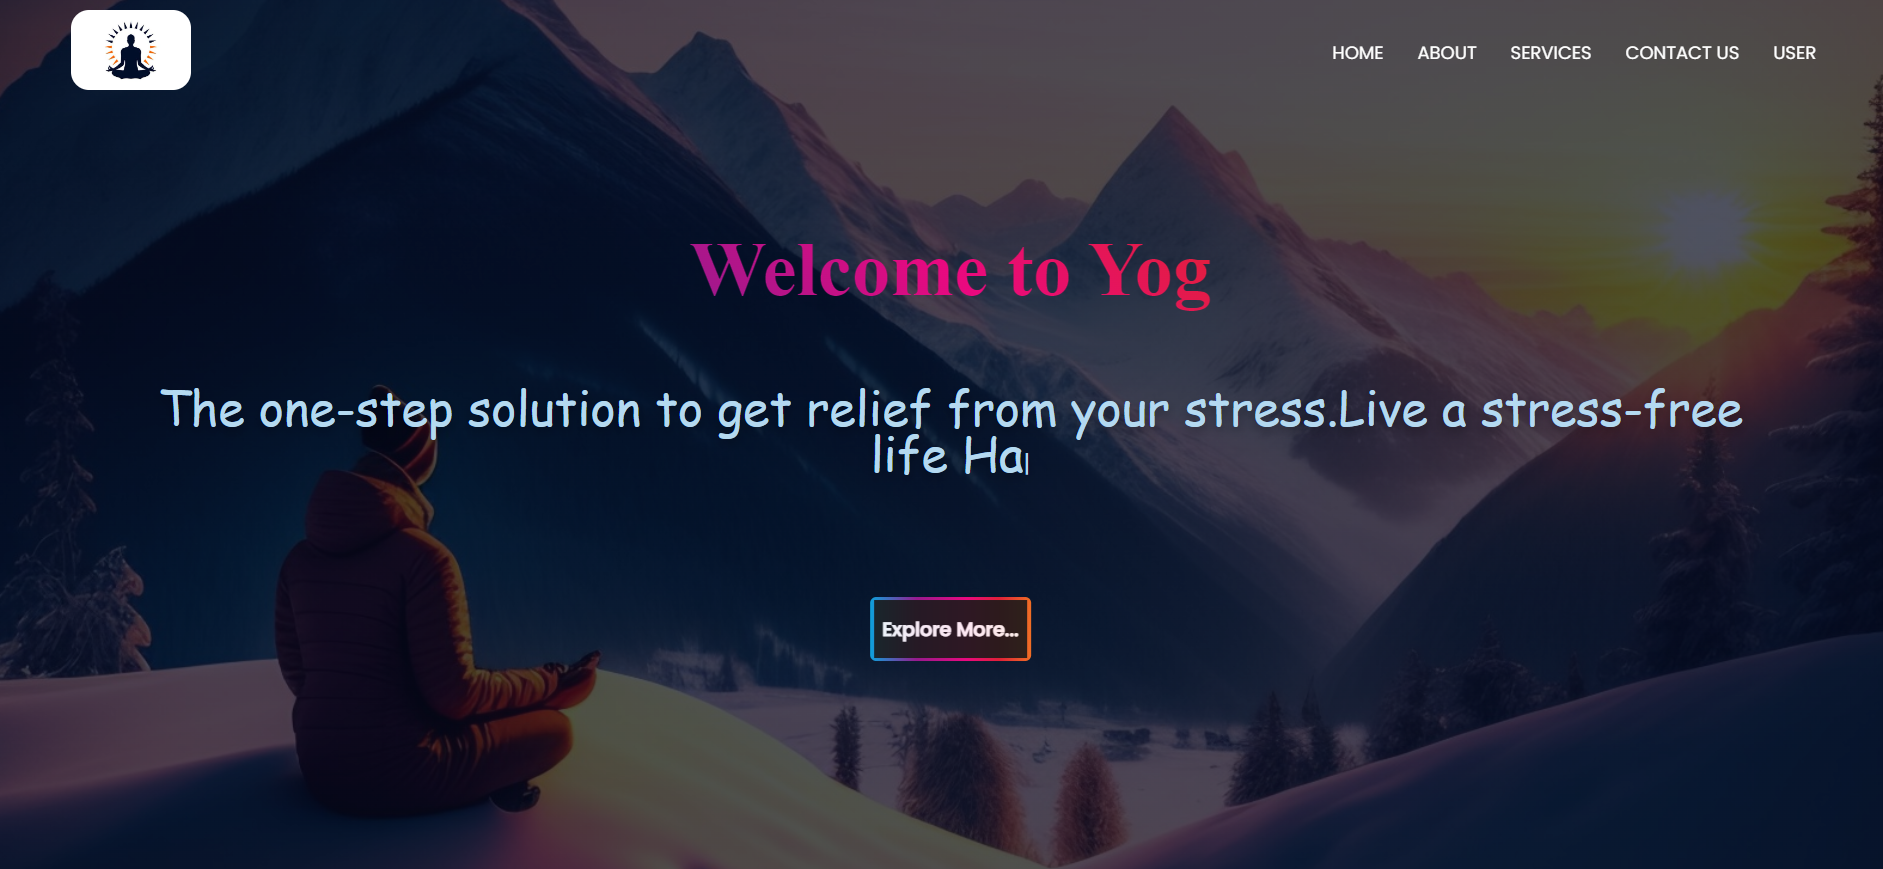 HOME ABOUT SERVICES CONTACT US USER
Welcome to Yog
The one-step solution to get relief from your stress.Live a stress-free
life Ha
Explore More...